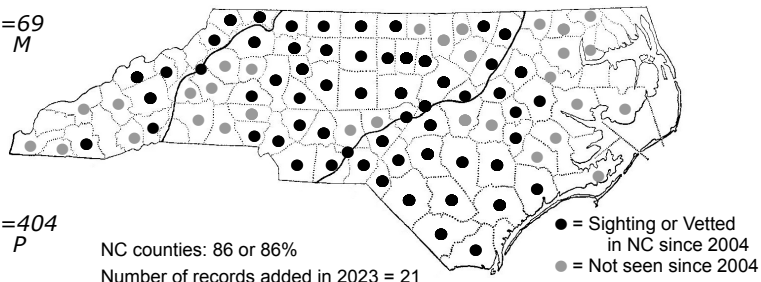 =69
M
=404
P
NC counties: 86 or 86%
Number of records added in 2023 = 21
= Sighting or Vetted
in NC since 2004
= Not seen since 2004